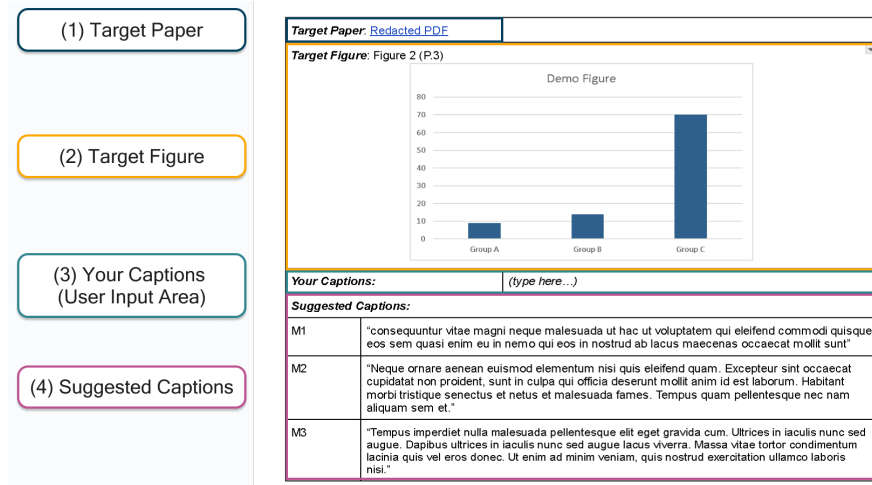 (1) Target Paper
(2) Target Figure
(3) Your Captions
(User Input Area)
(4) Suggested Captions
Target Paper: Redacted PDF
Target Figure: Figure 2 (P.3)
Demo Figure
80
70
60
50
40
30
20
10
0
Group A Group B Group C
Your Captions: (type here…)
Suggested Captions:
M1 “consequuntur vitae magni neque malesuada ut hac ut voluptatem qui eleifend commodi quisque
eos sem quasi enim eu in nemo qui eos in nostrud ab lacus maecenas occaecat mollit sunt”
M2 “Neque ornare aenean euismod elementum nisi quis eleifend quam. Excepteur sint occaecat
cupidatat non proident, sunt in culpa qui officia deserunt mollit anim id est laborum. Habitant
morbi tristique senectus et netus et malesuada fames. Tempus quam pellentesque nec nam
aliquam sem et.”
M3 “Tempus imperdiet nulla malesuada pellentesque elit eget gravida cum. Ultrices in iaculis nunc sed
augue. Dapibus ultrices in iaculis nunc sed augue lacus viverra. Massa vitae tortor condimentum
lacinia quis vel eros donec. Ut enim ad minim veniam, quis nostrud exercitation ullamco laboris
nisi.”